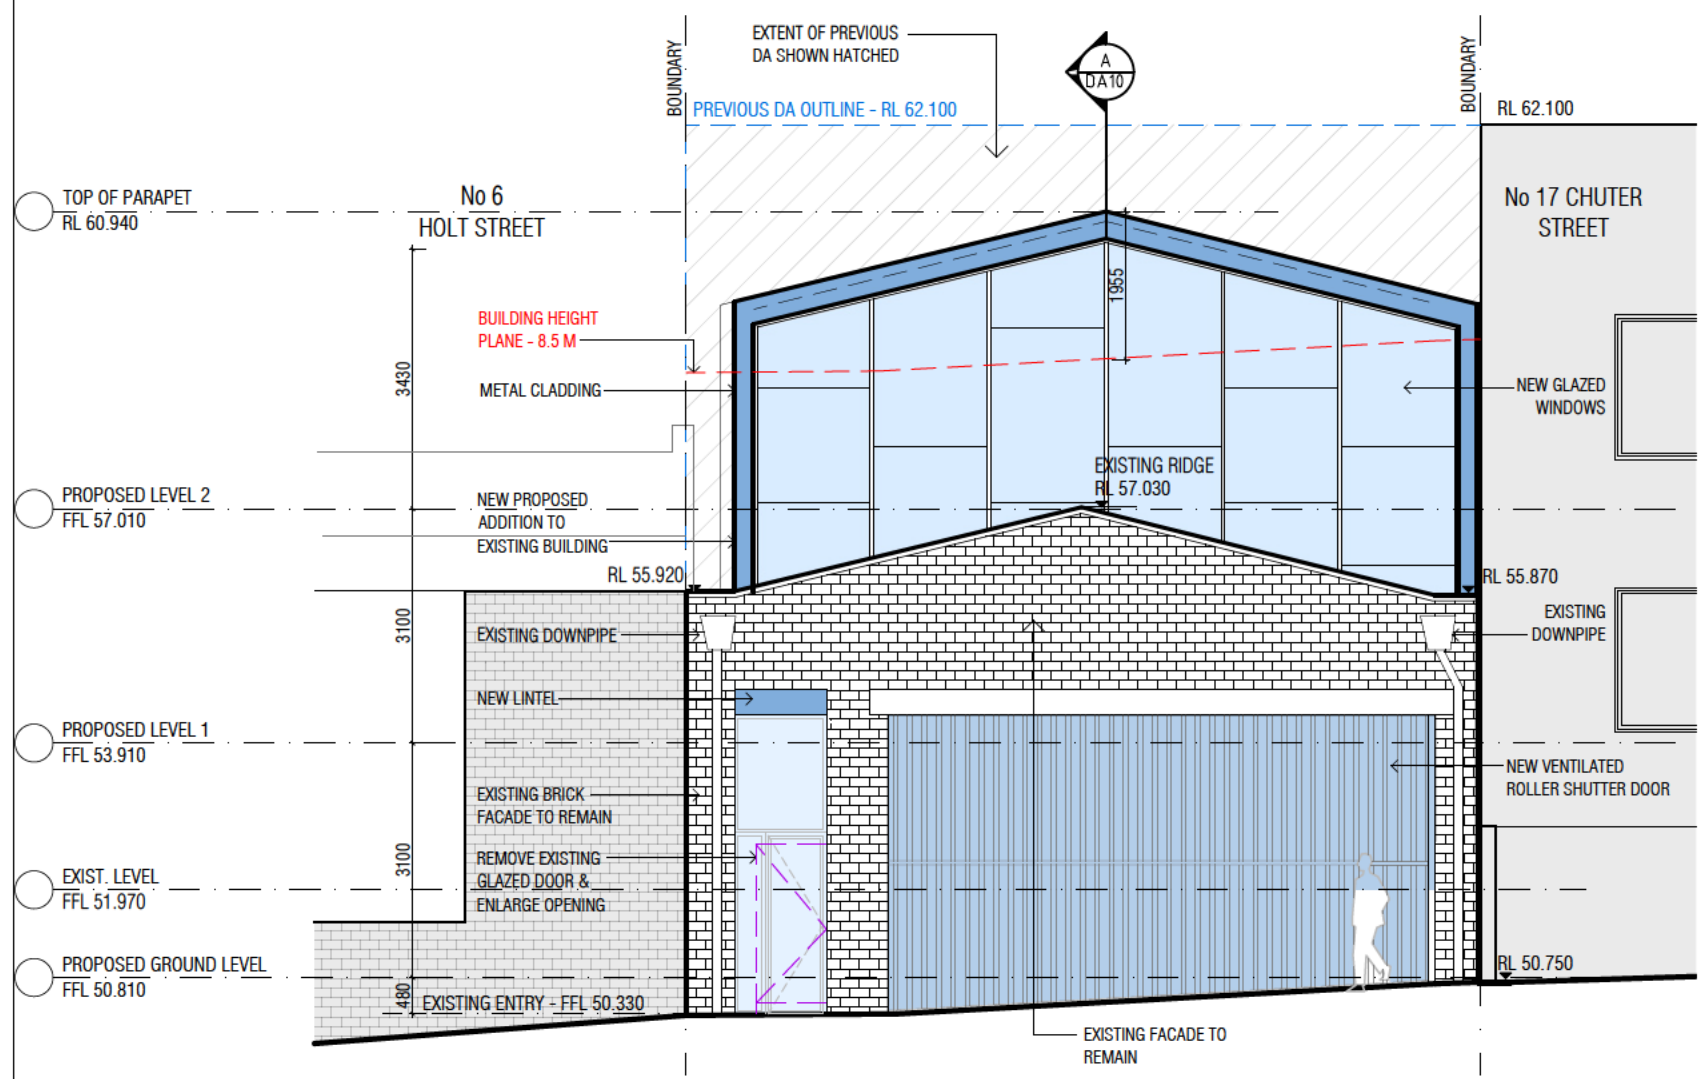 EXTENT OF PREVIOUS
DA SHOWN HATCHED
A
DA10
BOUNDARY
BOUNDARY
PREVIOUS DA OUTLINE - RL 62.100
RL 62.100
TOP OF PARAPET
RL 60.940
No 6
HOLT STREET
No 17 CHUTER
STREET
1955
BUILDING HEIGHT
PLANE - 8.5 M
3430
METAL CLADDING
NEW GLAZED
WINDOWS
EXISTING RIDGE
RL 57.030
PROPOSED LEVEL 2
FFL 57.010
NEW PROPOSED
ADDITION TO
EXISTING BUILDING
RL 55.920
RL 55.870
3100
EXISTING DOWNPIPE
EXISTING
DOWNPIPE
NEW LINTEL
PROPOSED LEVEL 1
FFL 53.910
NEW VENTILATED
ROLLER SHUTTER DOOR
EXISTING BRICK
FACADE TO REMAIN
3100
REMOVE EXISTING
GLAZED DOOR &
ENLARGE OPENING
EXIST. LEVEL
FFL 51.970
PROPOSED GROUND LEVEL
FFL 50.810
RL 50.750
480
EXISTING ENTRY - FFL 50.330
EXISTING FACADE TO
REMAIN